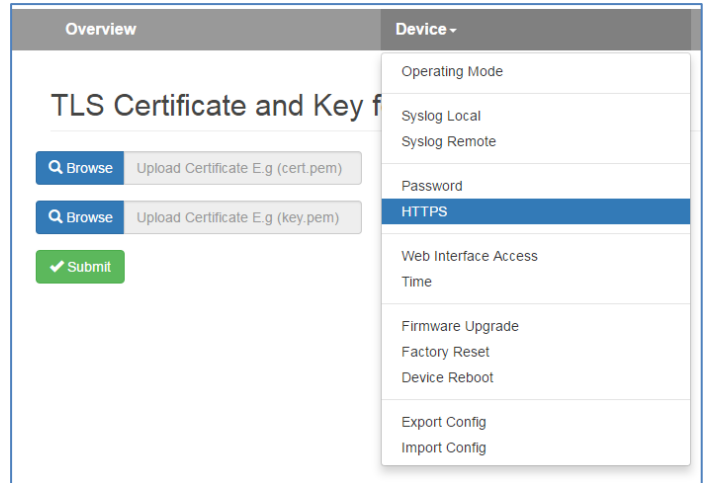 Overview
Device
TLS Certificate and Key f
Browse
Upload Certificate E.g (cert.pem)
Browse
Upload Certificate E.g (key.pem)
Submit
Operating Mode
Syslog Local
Syslog Remote
Password
HTTPS
Web Interface Access
Time
Firmware Upgrade
Factory Reset
Device Reboot
Export Config
Import Config